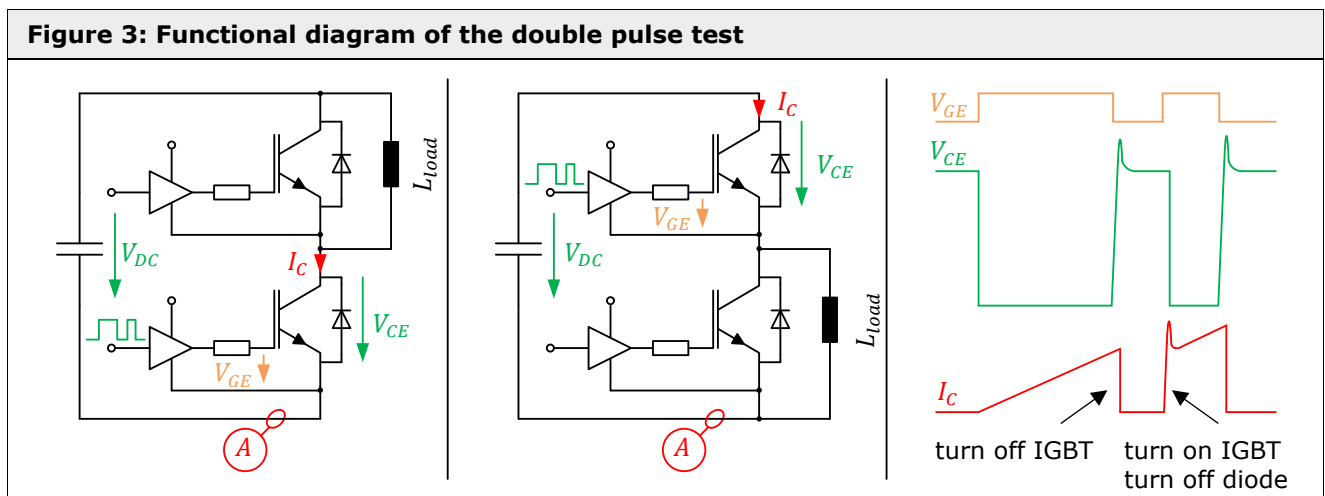 Figure 3: Functional diagram of the double pulse test
L_load
V_DC
I_C
V_CE
V_GE
A
I_C
V_CE
V_GE
V_DC
L_load
A
V_GE
V_CE
I_C
turn off IGBT
turn on IGBT
turn off diode